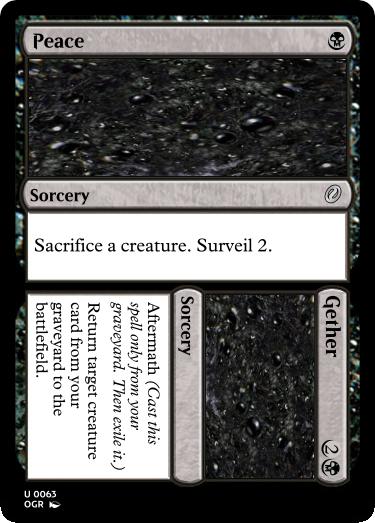 Peace
Sorcery
Sacrifice a creature. Surveil 2.
Gether
2
Sorcery
Aftermath (Cast this
spell only from your
graveyard. Then exile it.)
Return target creature
card from your
graveyard to the
battlefield.
U 0063
OGR